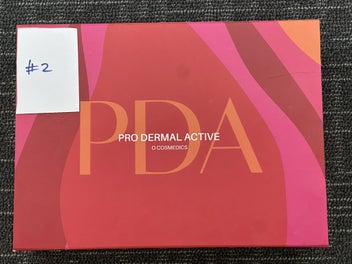 #2
PDA
PRO DERMAL ACTIVE
O COSMEDICS